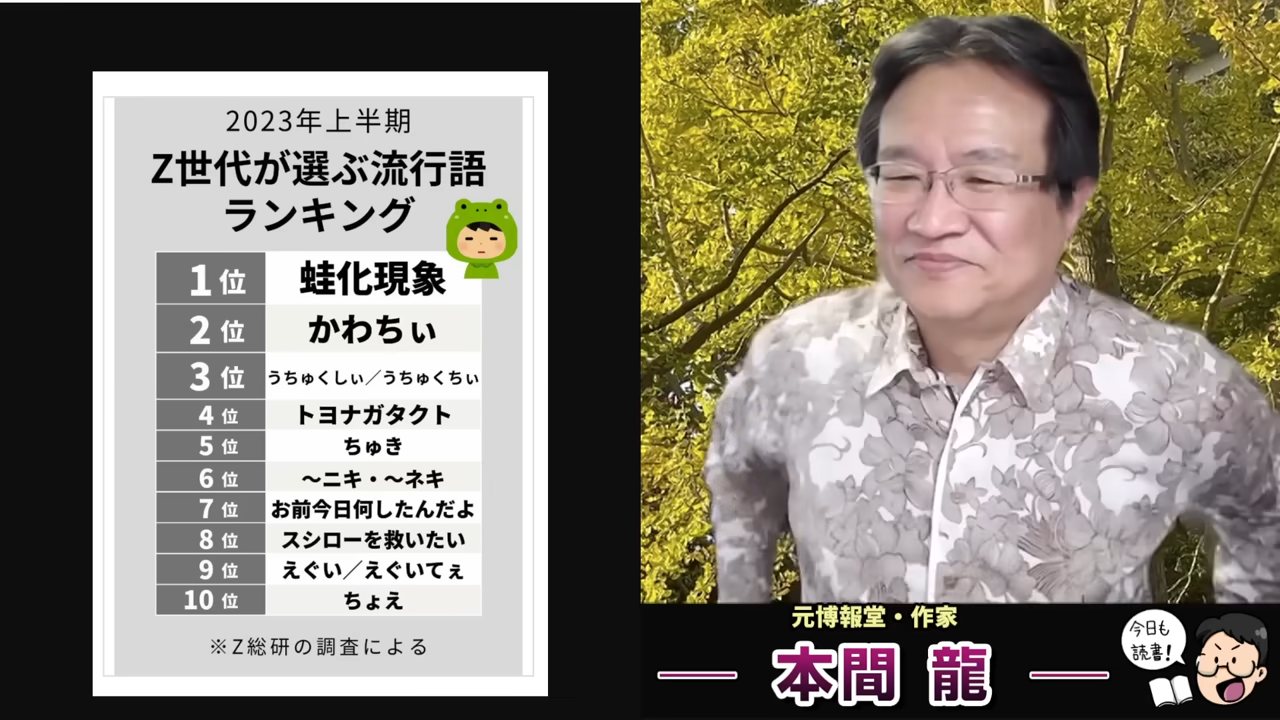 2023年上半期
Z世代が選ぶ流行語
ランキング
1位 蛙化現象
2位 かわちぃ
3位 うちゅくしぃ／うちゅくちぃ
4位 トヨナガタクト
5位 ちゅき
6位 〜ニキ・〜ネキ
7位 お前今日何したんだよ
8位 スシローを救いたい
9位 えぐい／えぐいてぇ
10位 ちょえ
※Z総研の調査による
元博報堂・作家
本間 龍
今日も
読書!